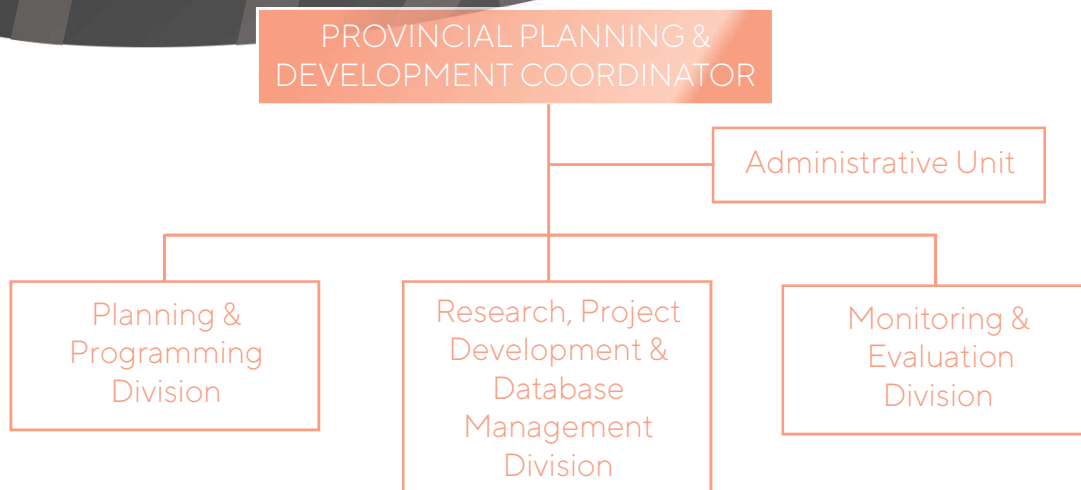 PROVINCIAL PLANNING &
DEVELOPMENT COORDINATOR
Administrative Unit
Planning &
Programming
Division
Research, Project
Development &
Database
Management
Division
Monitoring &
Evaluation
Division